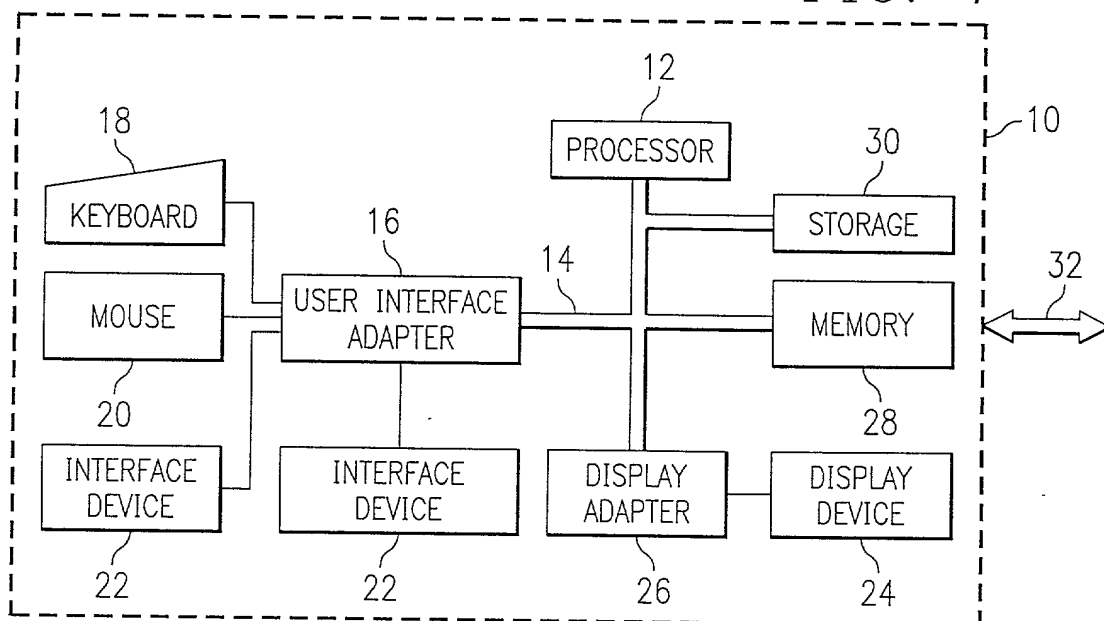 12
10
18
30
PROCESSOR
KEYBOARD
16
STORAGE
14
32
USER INTERFACE
ADAPTER
MOUSE
MEMORY
20
28
INTERFACE
DEVICE
INTERFACE
DEVICE
DISPLAY
ADAPTER
DISPLAY
DEVICE
22
22
26
24